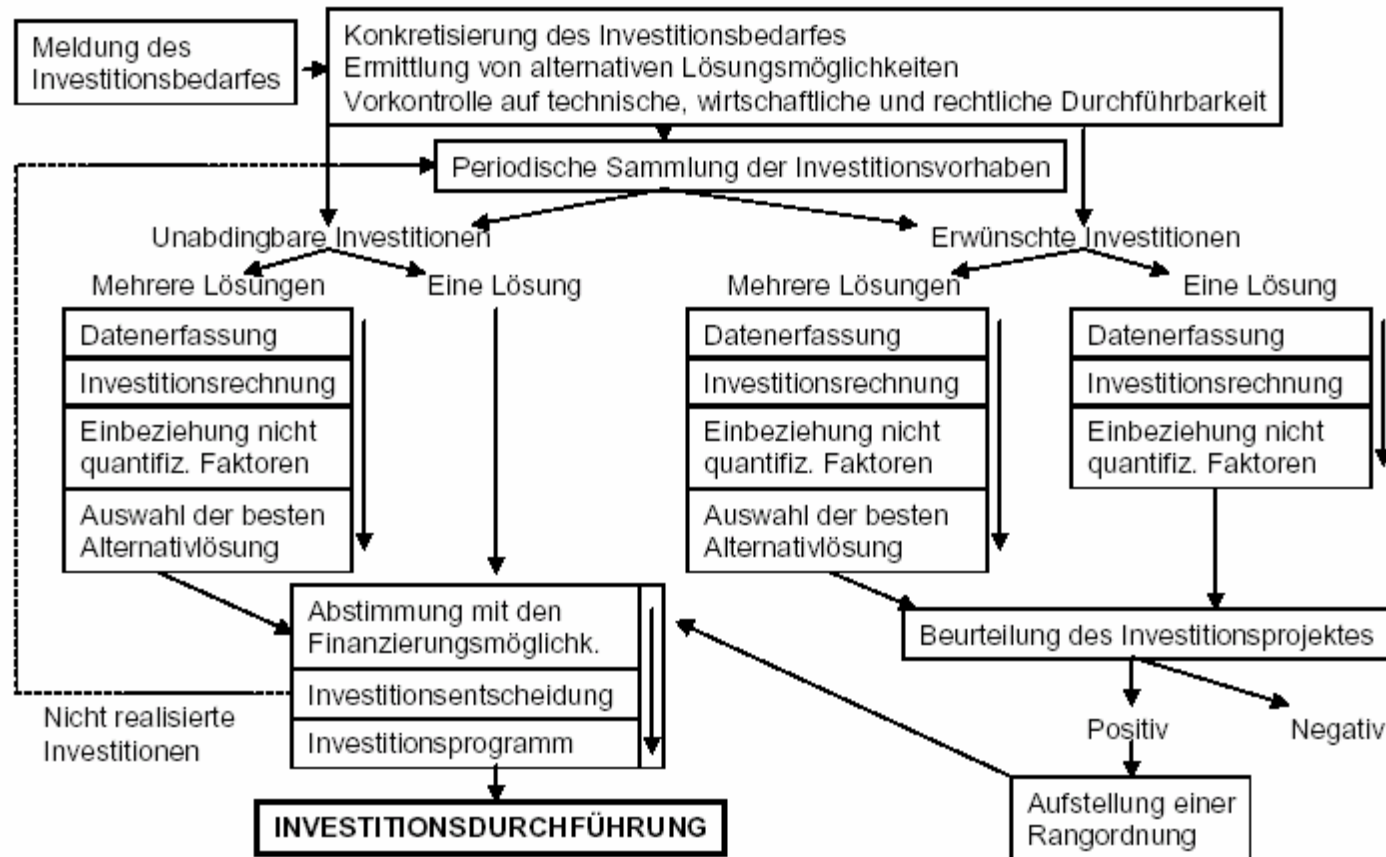 Meldung des
Investitionsbedarfes
Konkretisierung des Investitionsbedarfes
Ermittlung von alternativen Lösungsmöglichkeiten
Vorkontrolle auf technische, wirtschaftliche und rechtliche Durchführbarkeit
Periodische Sammlung der Investitionsvorhaben
Unabdingbare Investitionen
Erwünschte Investitionen
Mehrere Lösungen
Eine Lösung
Mehrere Lösungen
Eine Lösung
Datenerfassung
Investitionsrechnung
Einbeziehung nicht
quantifiz. Faktoren
Auswahl der besten
Alternativlösung
Datenerfassung
Investitionsrechnung
Einbeziehung nicht
quantifiz. Faktoren
Auswahl der besten
Alternativlösung
Datenerfassung
Investitionsrechnung
Einbeziehung nicht
quantifiz. Faktoren
Abstimmung mit den
Finanzierungsmöglichk.
Investitionsentscheidung
Investitionsprogramm
Nicht realisierte
Investitionen
Beurteilung des Investitionsprojektes
Positiv
Negativ
Aufstellung einer
Rangordnung
INVESTITIONSDURCHFÜHRUNG